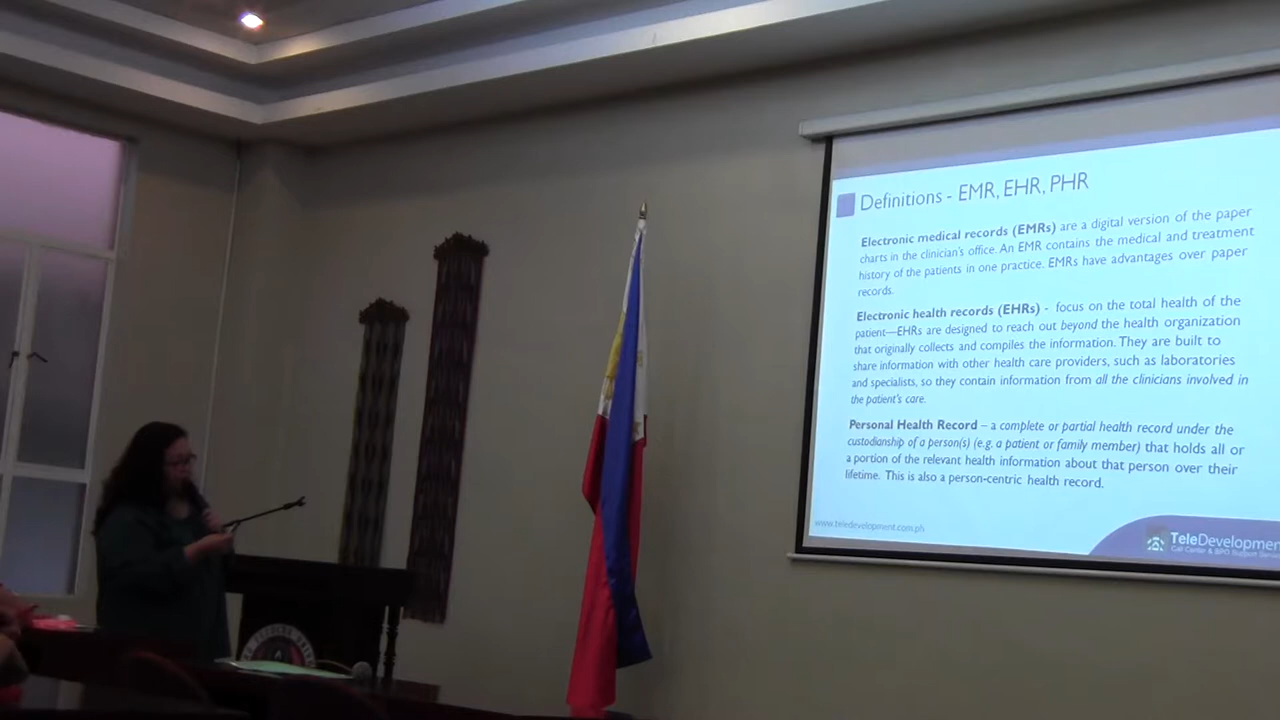 Definitions - EMR, EHR, PHR
Electronic medical records (EMRs) are a digital version of the paper
charts in the clinician's office. An EMR contains the medical and treatment
history of the patients in one practice. EMRs have advantages over paper
records.
Electronic health records (EHRs) - focus on the total health of the
patient—EHRs are designed to reach out beyond the health organization
that originally collects and compiles the information. They are built to
share information with other health care providers, such as laboratories
and specialists, so they contain information from all the clinicians involved in
the patient's care.
Personal Health Record – a complete or partial health record under the
custodianship of a person(s) (e.g. a patient or family member) that holds all or
a portion of the relevant health information about that person over their
lifetime. This is also a person-centric health record.
www.teledevelopment.com.ph
TeleDevelopmen
Call Center & BPO Support